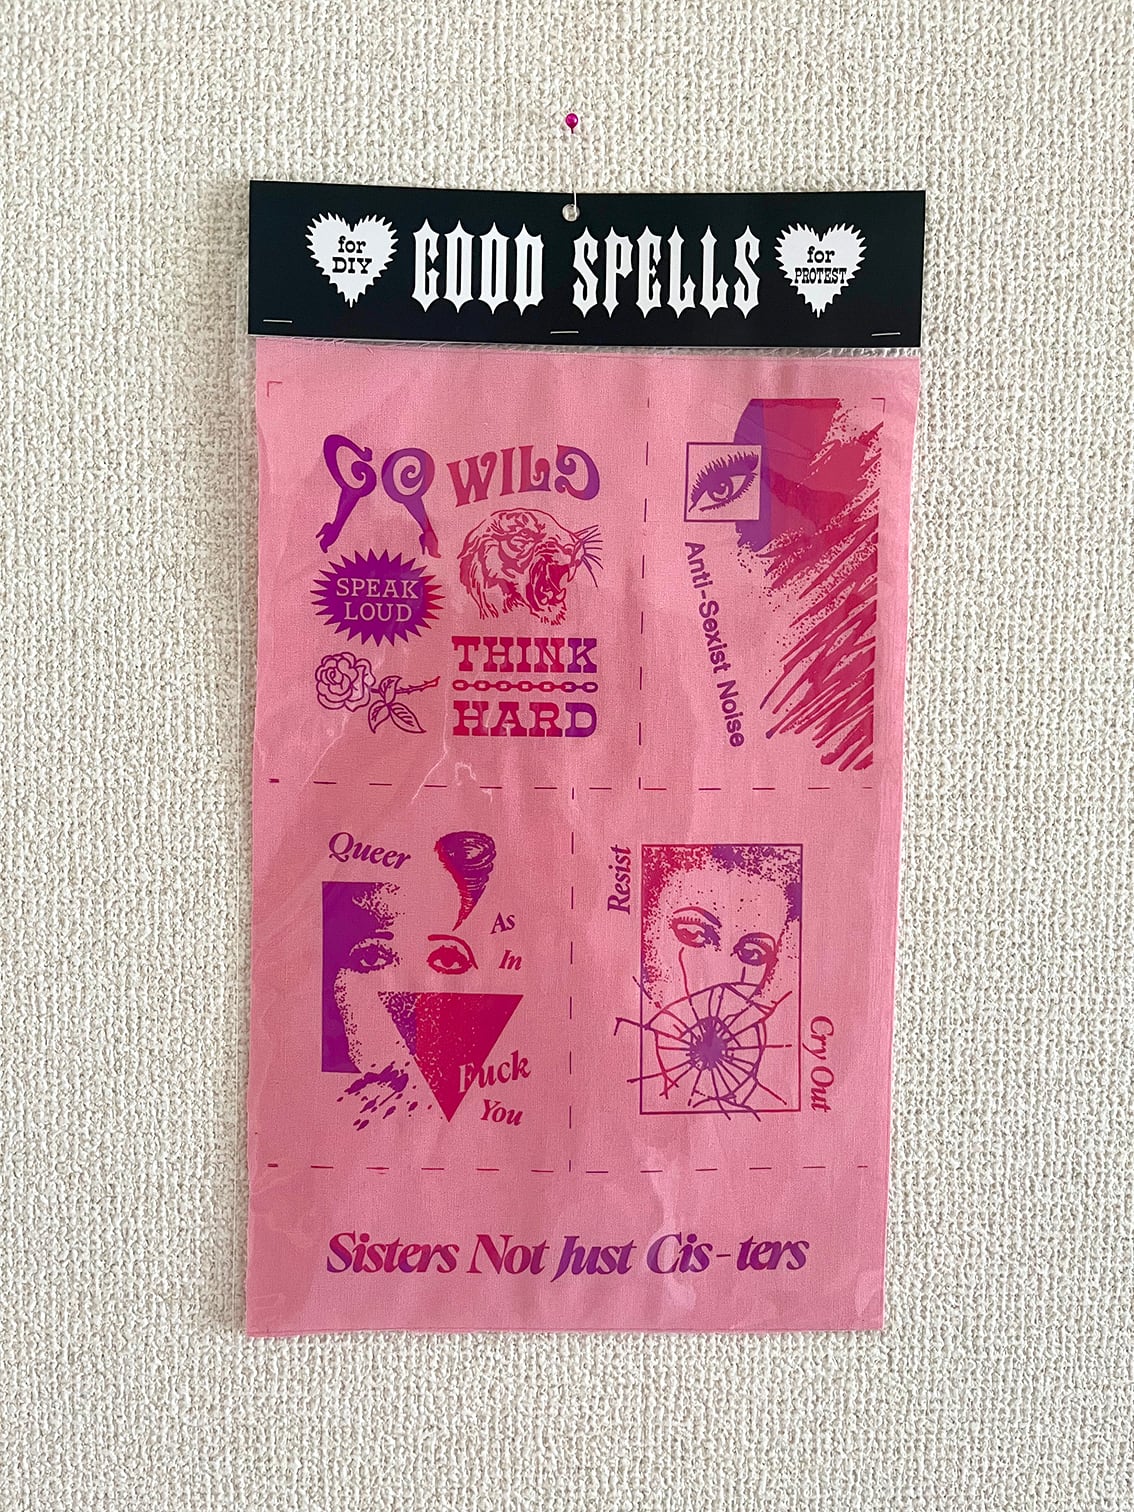 for
DIY
GOOD SPELLS
for
PROTEST
GO WILD
SPEAK
LOUD
THINK
HARD
Anti-Sexist Noise
Queer
As
In
Fuck
You
Resist
Cry Out
Sisters Not Just Cis-ters